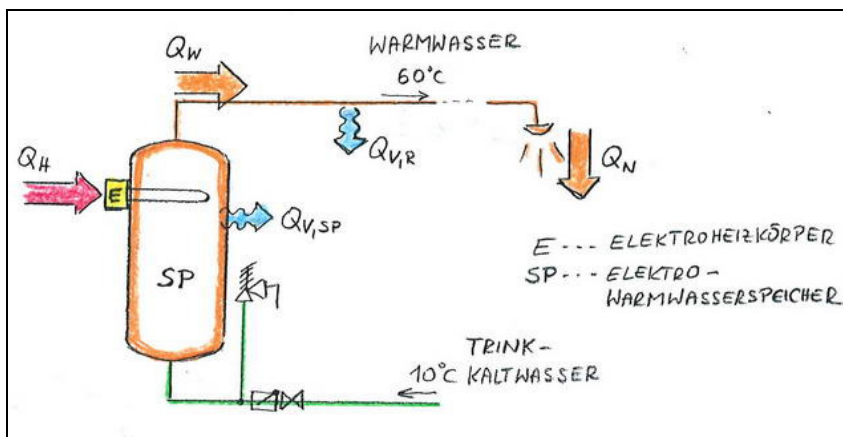 Q_W
WARMWASSER
60°C
Q_H
E
Q_V,R
Q_N
Q_V,SP
SP
E --- ELEKTROHEIZKÖRPER
SP --- ELEKTRO-
WARMWASSERSPEICHER
TRINK-
10°C KALTWASSER